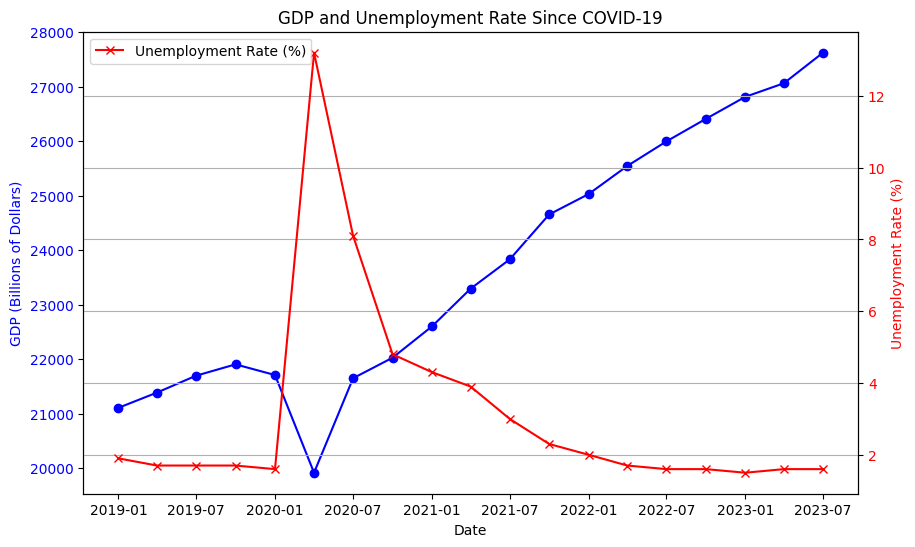 GDP and Unemployment Rate Since COVID-19
Unemployment Rate (%)
28000
27000
26000
25000
24000
23000
22000
21000
20000
GDP (Billions of Dollars)
12
10
8
6
4
2
Unemployment Rate (%)
2019-01 2019-07 2020-01 2020-07 2021-01 2021-07 2022-01 2022-07 2023-01 2023-07
Date